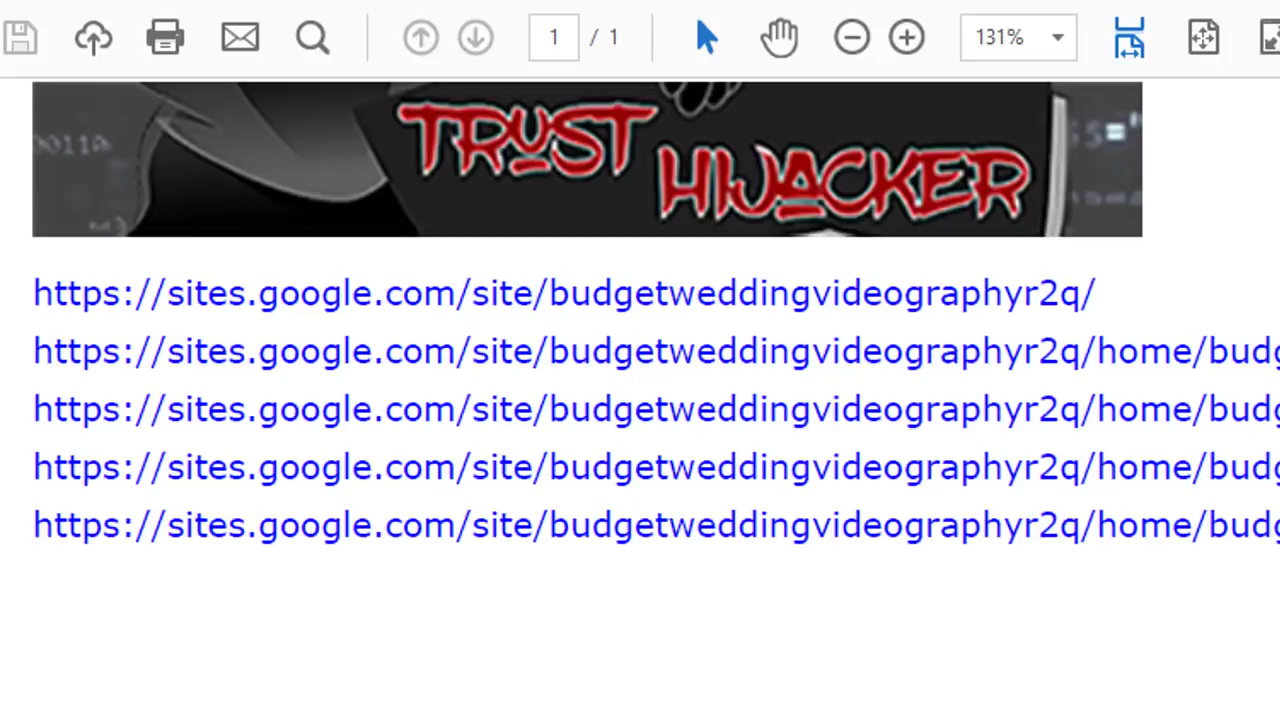 1 / 1 131%
TRUST
HIJACKER
https://sites.google.com/site/budgetweddingvideographyr2q/
https://sites.google.com/site/budgetweddingvideographyr2q/home/budg
https://sites.google.com/site/budgetweddingvideographyr2q/home/budg
https://sites.google.com/site/budgetweddingvideographyr2q/home/budg
https://sites.google.com/site/budgetweddingvideographyr2q/home/budg